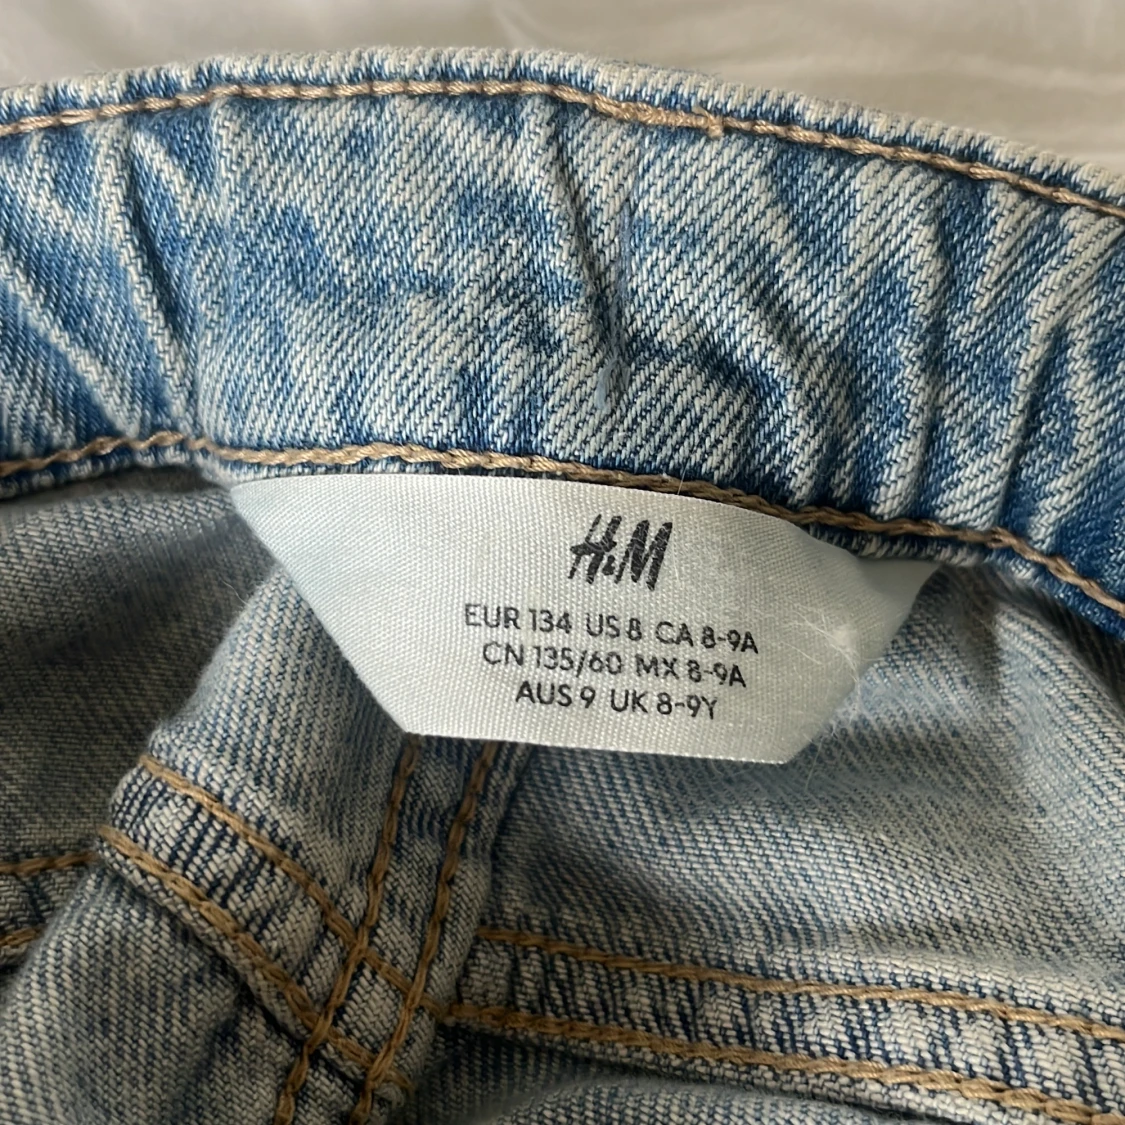 H&M
EUR 134 US 8 CA 8-9A
CN 135/60 MX 8-9A
AUS 9 UK 8-9Y